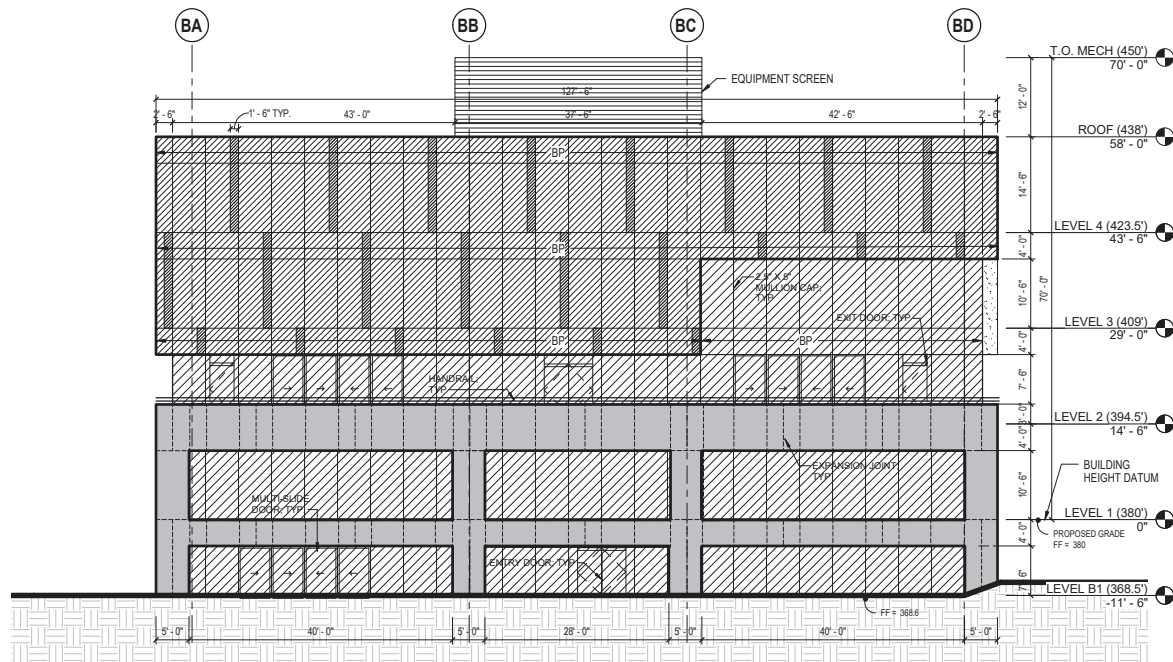 BA
BB
BC
BD
T.O. MECH (450')
70' - 0"
EQUIPMENT SCREEN
127' - 6"
12' - 0"
2' - 6"
1' - 6" TYP.
43' - 0"
37' - 6"
42' - 6"
2' - 6"
ROOF (438')
58' - 0"
BP
14' - 6"
LEVEL 4 (423.5')
43' - 6"
BP
4' - 0"
2.5" X 5"
MULLION CAP,
TYP
10' - 6"
70' - 0"
EXIT DOOR; TYP
LEVEL 3 (409')
29' - 0"
BP
BP
4' - 0"
7' - 6"
HANDRAIL;
TYP
3' - 0"
LEVEL 2 (394.5')
14' - 6"
4' - 0"
EXPANSION JOINT;
TYP
BUILDING
HEIGHT DATUM
10' - 6"
MULTI-SLIDE
DOOR; TYP
LEVEL 1 (380')
0"
PROPOSED GRADE
FF = 380
4' - 0"
ENTRY DOOR; TYP
7' - 6"
LEVEL B1 (368.5')
-11' - 6"
FF = 368.6
5' - 0"
40' - 0"
5' - 0"
28' - 0"
5' - 0"
40' - 0"
5' - 0"